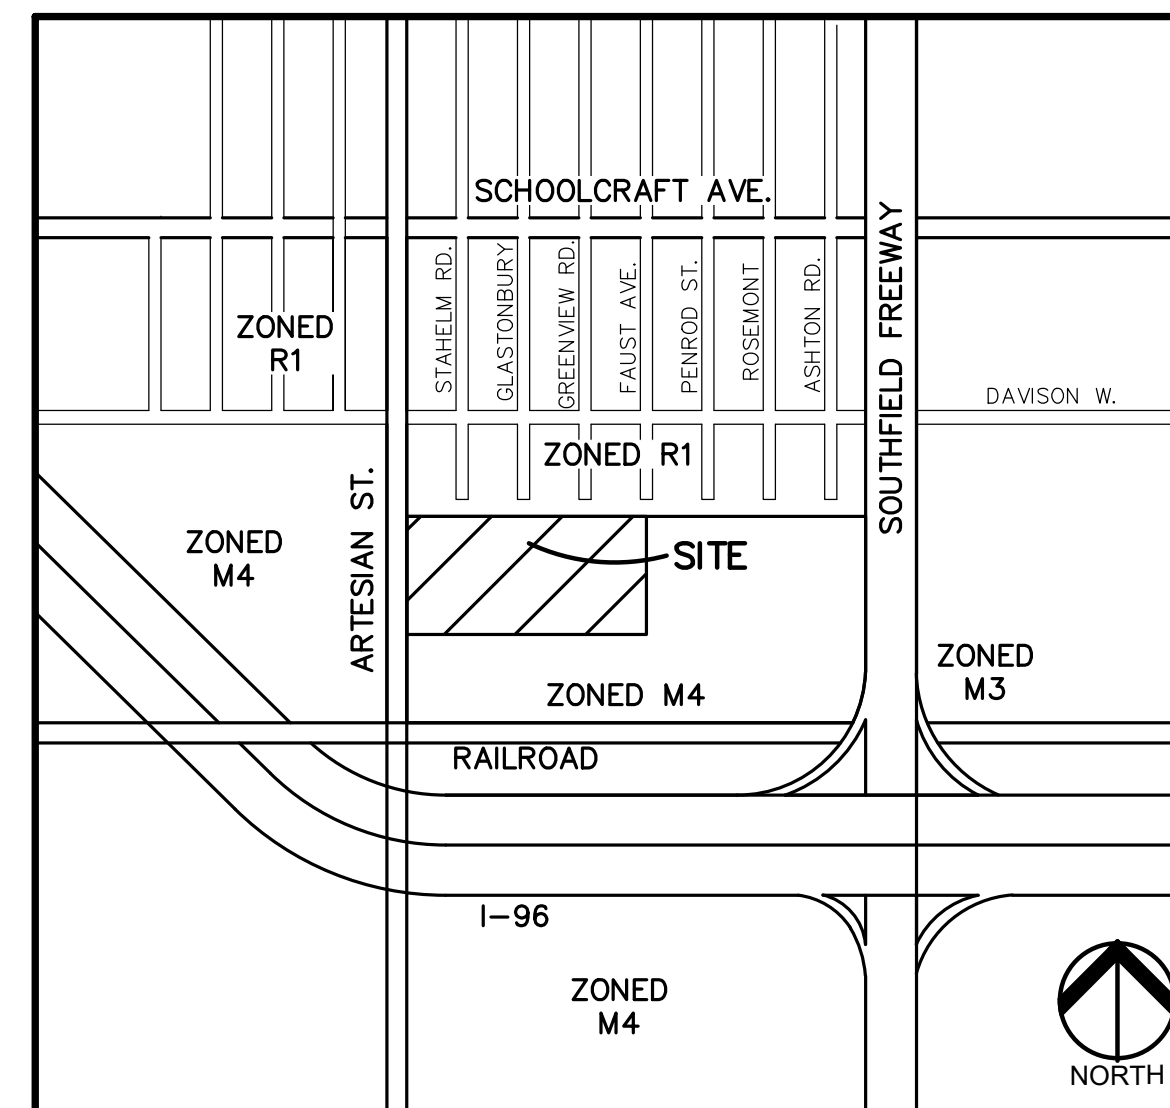 SCHOOLCRAFT AVE.
STAHELM RD.
GLASTONBURY
GREENVIEW RD.
FAUST AVE.
PENROD ST.
ROSEMONT
ASHTON RD.
SOUTHFIELD FREEWAY
ZONED
R1
DAVISON W.
ZONED R1
ARTESIAN ST.
ZONED
M4
SITE
ZONED
M3
ZONED M4
RAILROAD
I-96
ZONED
M4
NORTH